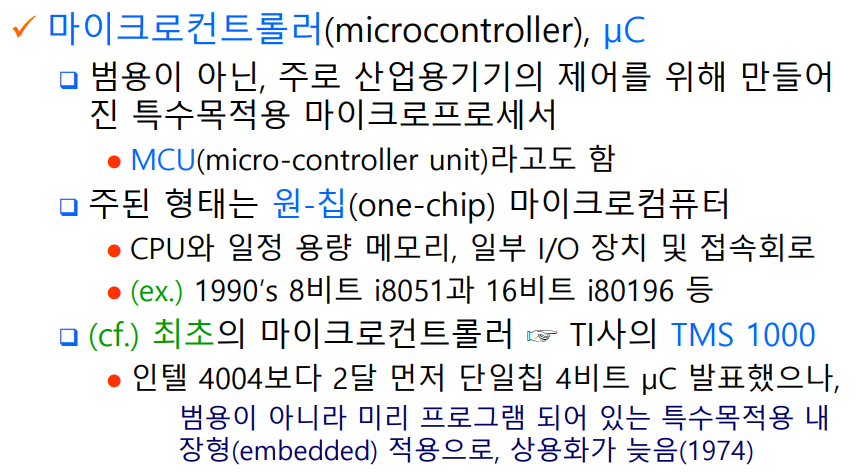 ✓ 마이크로컨트롤러(microcontroller), μC
❑ 범용이 아닌, 주로 산업용기기의 제어를 위해 만들어
진 특수목적용 마이크로프로세서
● MCU(micro-controller unit)라고도 함
❑ 주된 형태는 원-칩(one-chip) 마이크로컴퓨터
● CPU와 일정 용량 메모리, 일부 I/O 장치 및 접속회로
● (ex.) 1990’s 8비트 i8051과 16비트 i80196 등
❑ (cf.) 최초의 마이크로컨트롤러 ☞ TI사의 TMS 1000
● 인텔 4004보다 2달 먼저 단일칩 4비트 μC 발표했으나,
범용이 아니라 미리 프로그램 되어 있는 특수목적용 내
장형(embedded) 적용으로, 상용화가 늦음(1974)